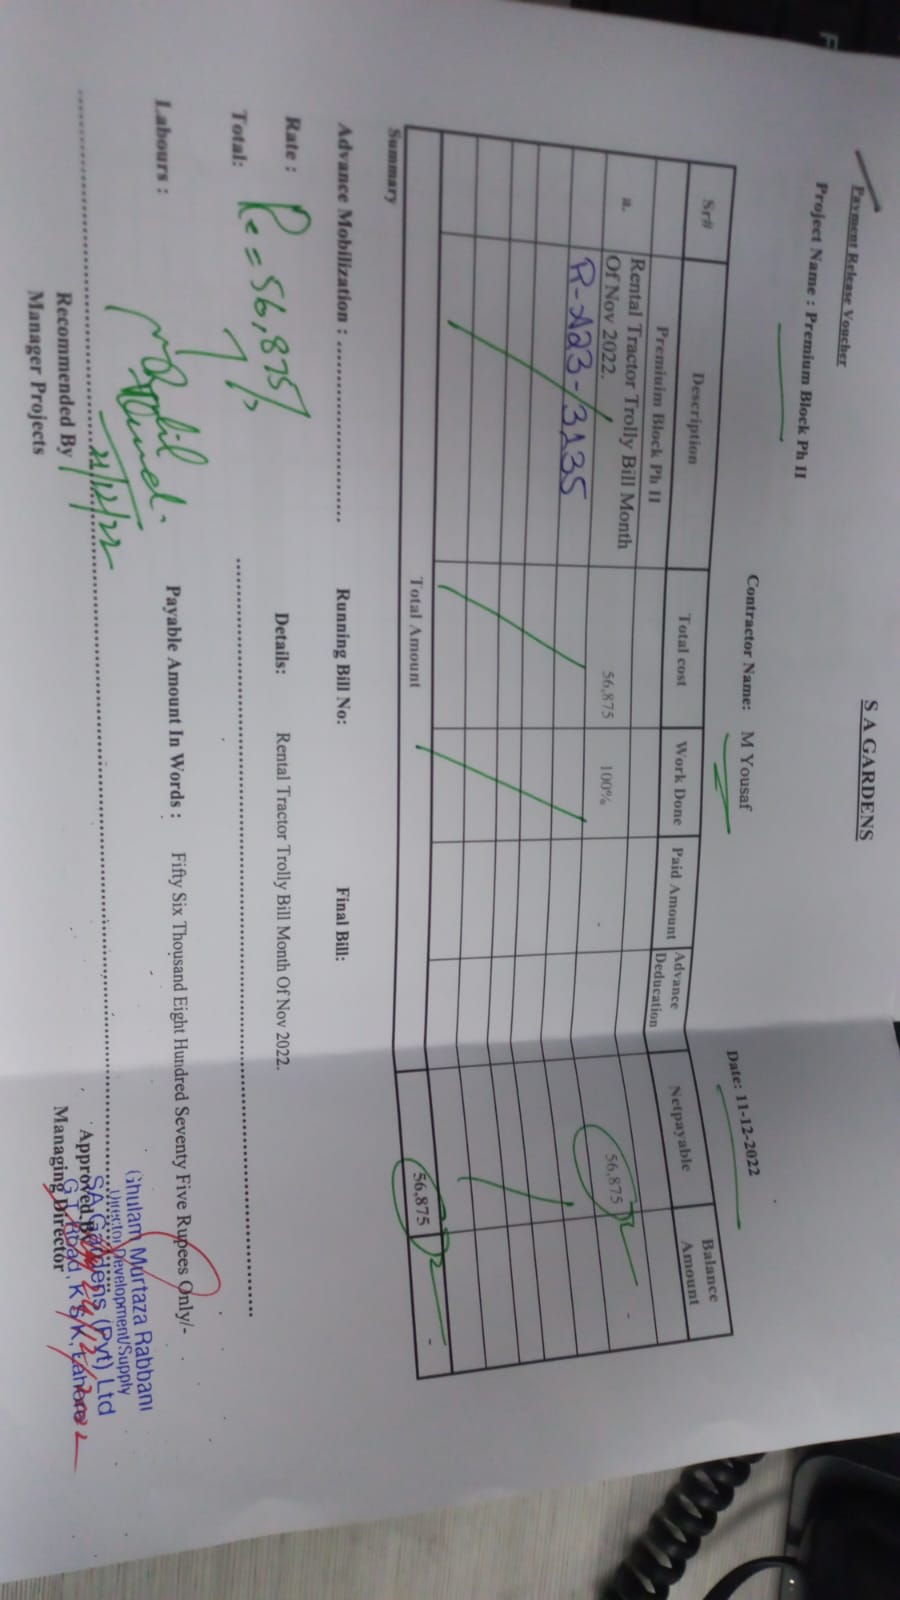 S A GARDENS
Payment Release Voucher
Project Name : Premium Block Ph II
Contractor Name: M Yousaf
Date: 11-12-2022
Sr# Description Total cost Work Done Paid Amount Advance Deducation Netpayable Balance Amount
Premiuim Block Ph II
a. Rental Tractor Trolly Bill Month Of Nov 2022. 56,875 100% - 56,875 -
R-123-3135
Total Amount 56,875 -
Summary
Advance Mobilization : ........................ Running Bill No: Final Bill:
Rate : Details: Rental Tractor Trolly Bill Month Of Nov 2022.
Total: Rs = 56,875/
Labours : Payable Amount In Words : Fifty Six Thousand Eight Hundred Seventy Five Rupees Only/-
Ghulam Murtaza Rabbani
Director Development/Supply
SA Gardens (Pvt) Ltd
G.T Road, K.S.K, Lahore
Recommended By
Manager Projects
Approved By
Managing Director